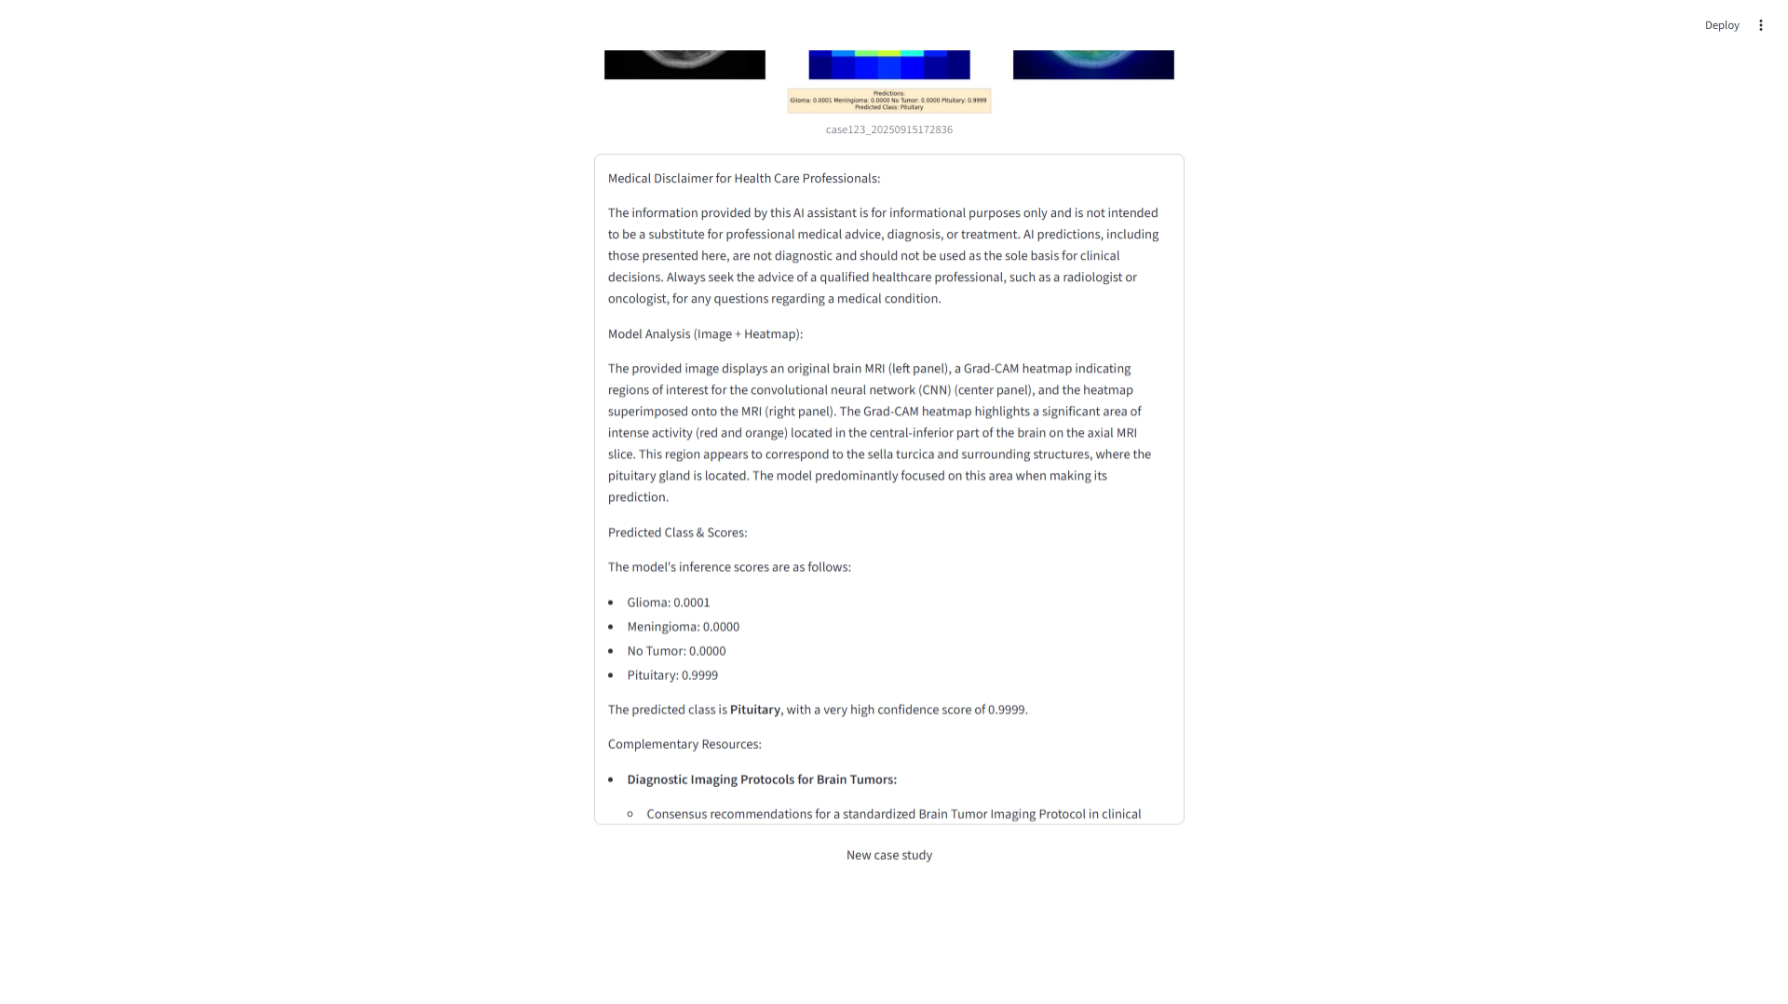 Deploy
Predictions:
Glioma: 0.0001 Meningioma: 0.0000 No Tumor: 0.0000 Pituitary: 0.9999
Predicted Class: Pituitary
case123_20250915172836
Medical Disclaimer for Health Care Professionals:
The information provided by this AI assistant is for informational purposes only and is not intended
to be a substitute for professional medical advice, diagnosis, or treatment. AI predictions, including
those presented here, are not diagnostic and should not be used as the sole basis for clinical
decisions. Always seek the advice of a qualified healthcare professional, such as a radiologist or
oncologist, for any questions regarding a medical condition.
Model Analysis (Image + Heatmap):
The provided image displays an original brain MRI (left panel), a Grad-CAM heatmap indicating
regions of interest for the convolutional neural network (CNN) (center panel), and the heatmap
superimposed onto the MRI (right panel). The Grad-CAM heatmap highlights a significant area of
intense activity (red and orange) located in the central-inferior part of the brain on the axial MRI
slice. This region appears to correspond to the sella turcica and surrounding structures, where the
pituitary gland is located. The model predominantly focused on this area when making its
prediction.
Predicted Class & Scores:
The model's inference scores are as follows:
• Glioma: 0.0001
• Meningioma: 0.0000
• No Tumor: 0.0000
• Pituitary: 0.9999
The predicted class is Pituitary, with a very high confidence score of 0.9999.
Complementary Resources:
• Diagnostic Imaging Protocols for Brain Tumors:
◦ Consensus recommendations for a standardized Brain Tumor Imaging Protocol in clinical
New case study